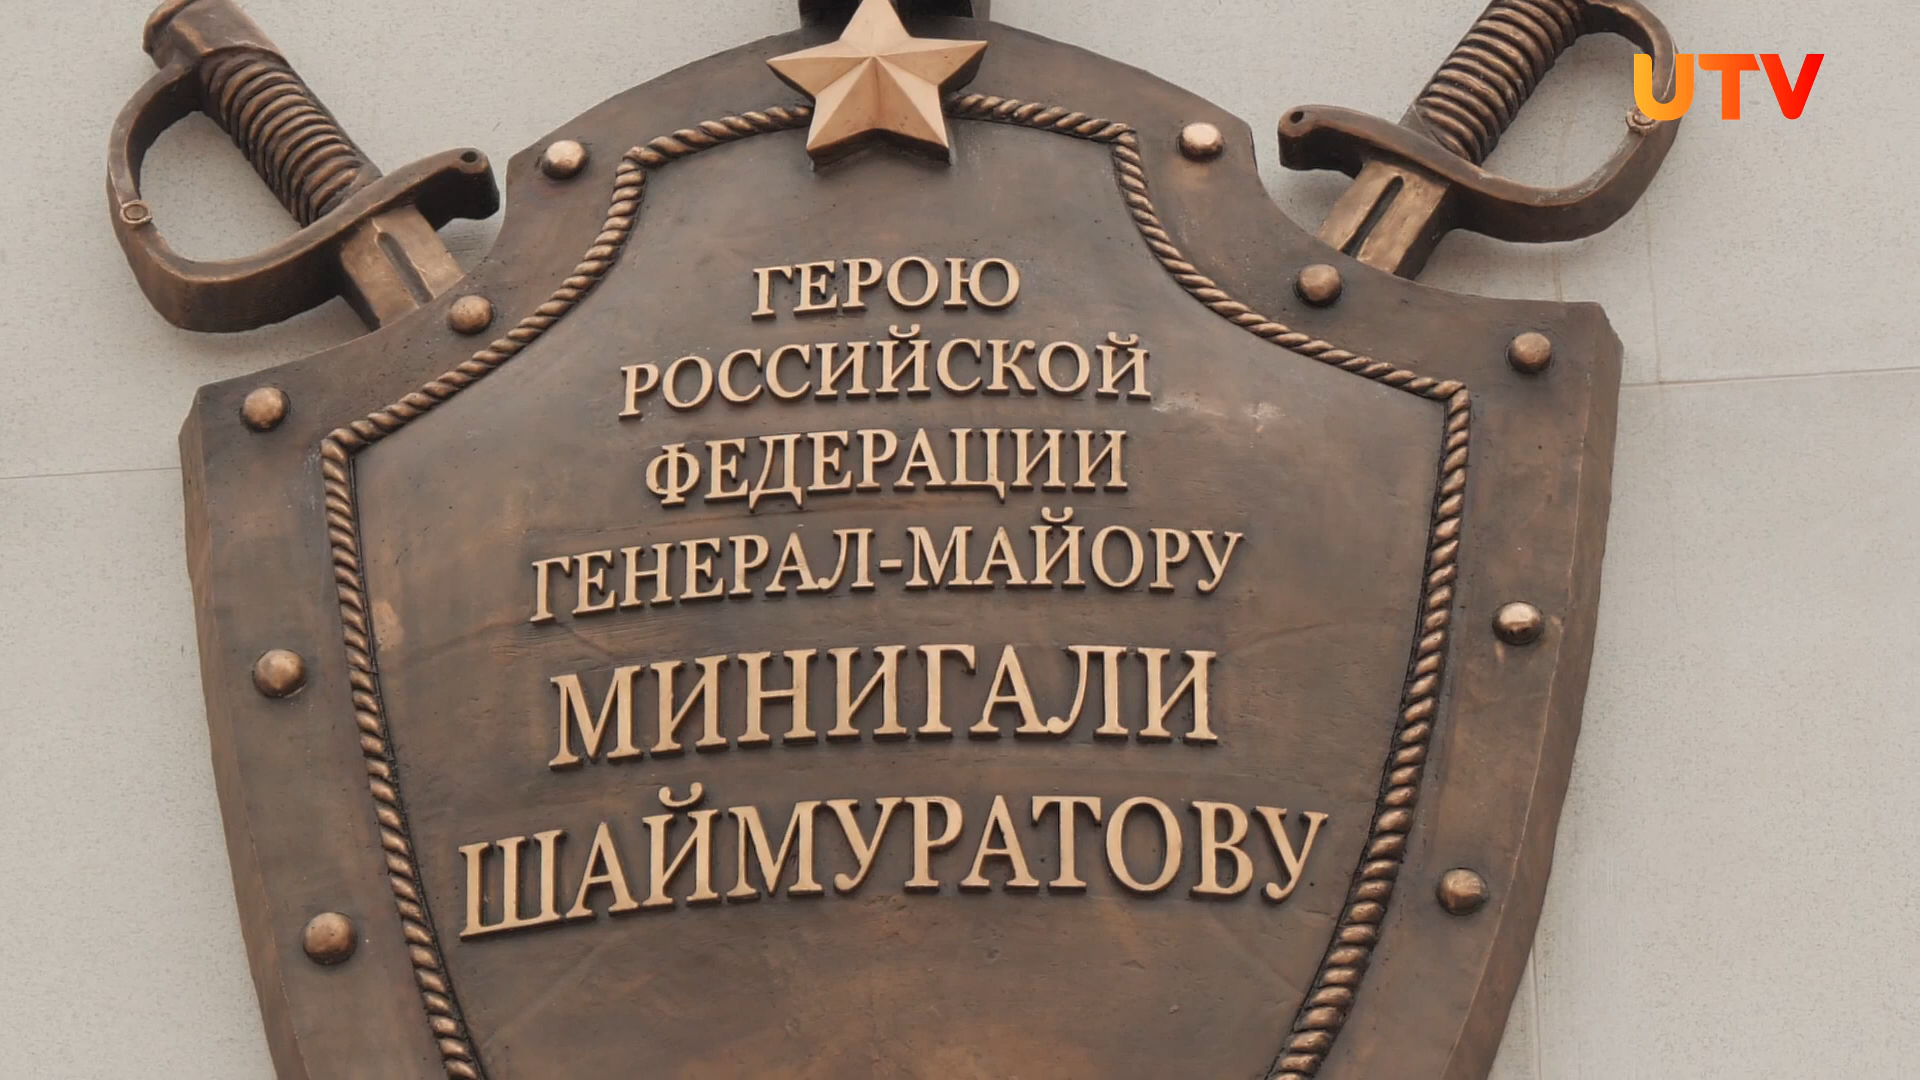 UTV
ГЕРОЮ
РОССИЙСКОЙ
ФЕДЕРАЦИИ
ГЕНЕРАЛ-МАЙОРУ
МИНИГАЛИ
ШАЙМУРАТОВУ